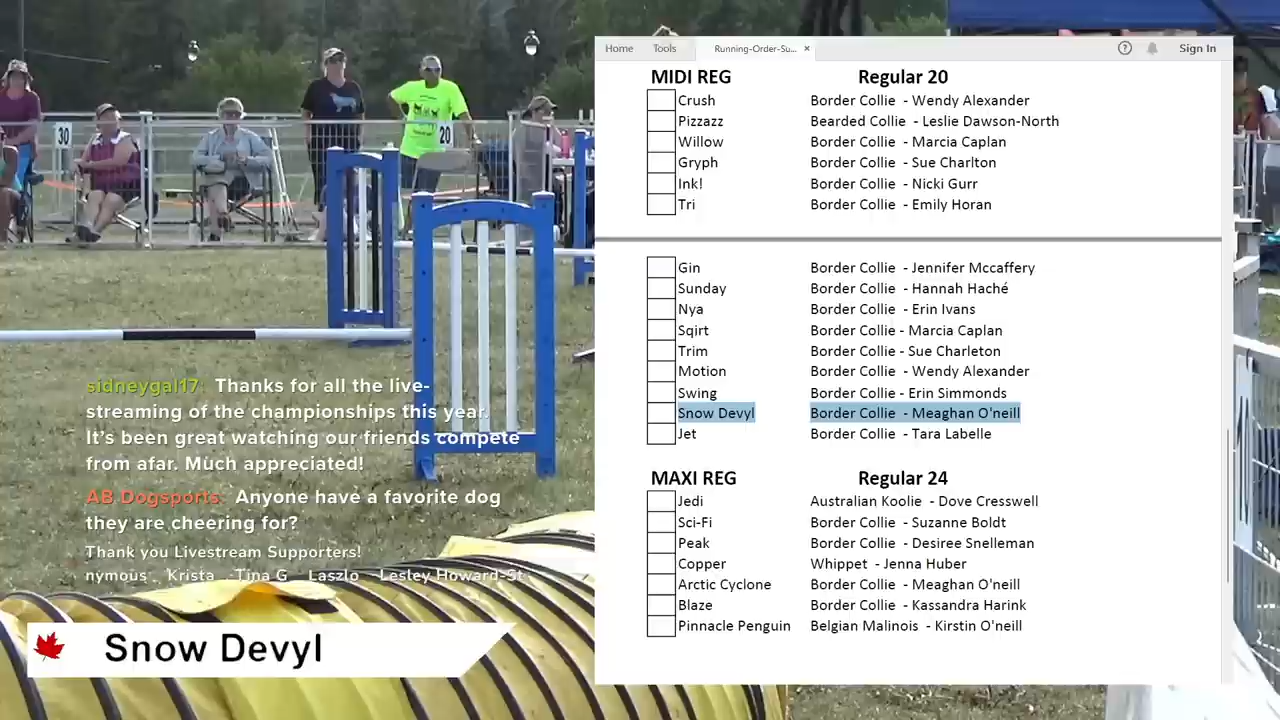 Home Tools Running-Order-Su... × ? Sign In
MIDI REG Regular 20
Crush Border Collie - Wendy Alexander
Pizzazz Bearded Collie - Leslie Dawson-North
Willow Border Collie - Marcia Caplan
Gryph Border Collie - Sue Charlton
Ink! Border Collie - Nicki Gurr
Tri Border Collie - Emily Horan
Gin Border Collie - Jennifer Mccaffery
Sunday Border Collie - Hannah Haché
Nya Border Collie - Erin Ivans
Sqirt Border Collie - Marcia Caplan
Trim Border Collie - Sue Charleton
Motion Border Collie - Wendy Alexander
Swing Border Collie - Erin Simmonds
Snow Devyl Border Collie - Meaghan O'neill
Jet Border Collie - Tara Labelle
MAXI REG Regular 24
Jedi Australian Koolie - Dove Cresswell
Sci-Fi Border Collie - Suzanne Boldt
Peak Border Collie - Desiree Snelleman
Copper Whippet - Jenna Huber
Arctic Cyclone Border Collie - Meaghan O'neill
Blaze Border Collie - Kassandra Harink
Pinnacle Penguin Belgian Malinois - Kirstin O'neill
30
20
sidneygal17: Thanks for all the live-
streaming of the championships this year.
It's been great watching our friends compete
from afar. Much appreciated!
AB Dogsports: Anyone have a favorite dog
they are cheering for?
Thank you Livestream Supporters!
nymous Krista Tina G Laszlo Lesley Howard-St
Snow Devyl